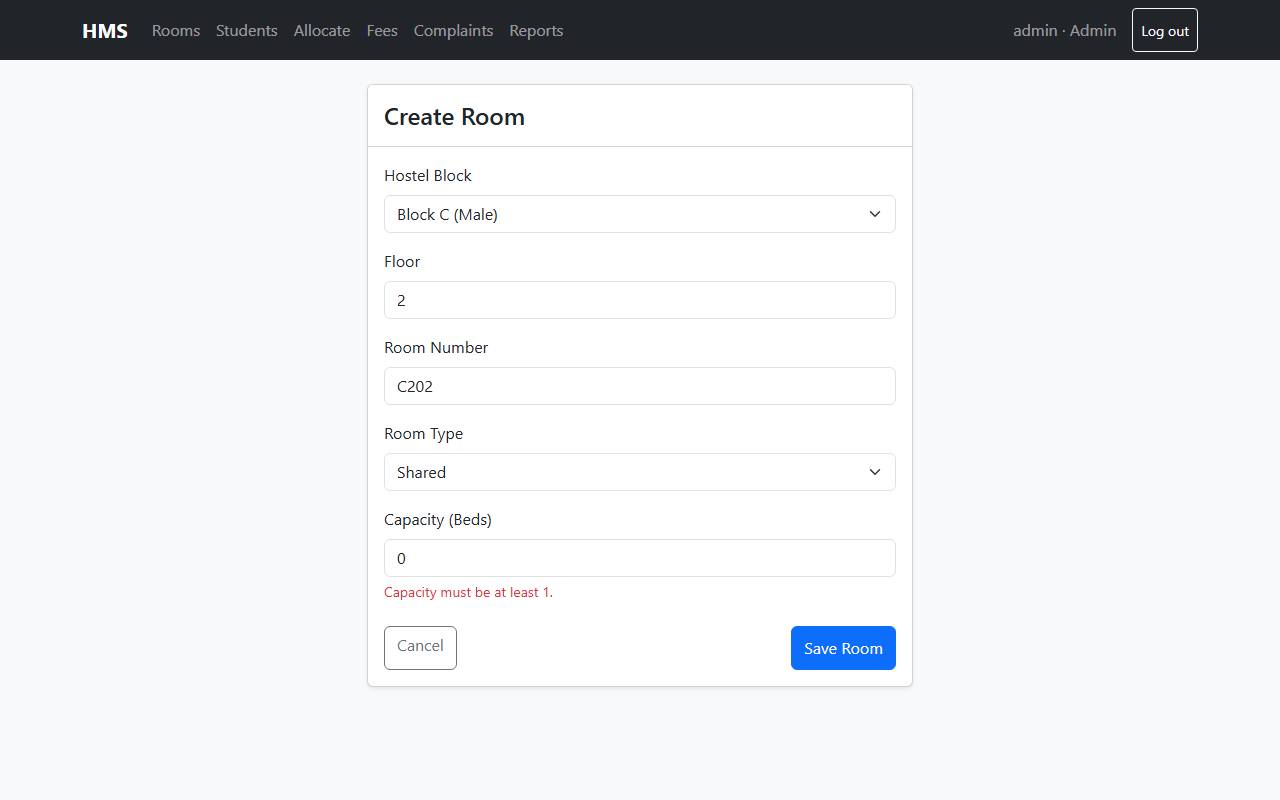 HMS Rooms Students Allocate Fees Complaints Reports admin · Admin Log out
Create Room
Hostel Block
Block C (Male)
Floor
2
Room Number
C202
Room Type
Shared
Capacity (Beds)
0
Capacity must be at least 1.
Cancel Save Room